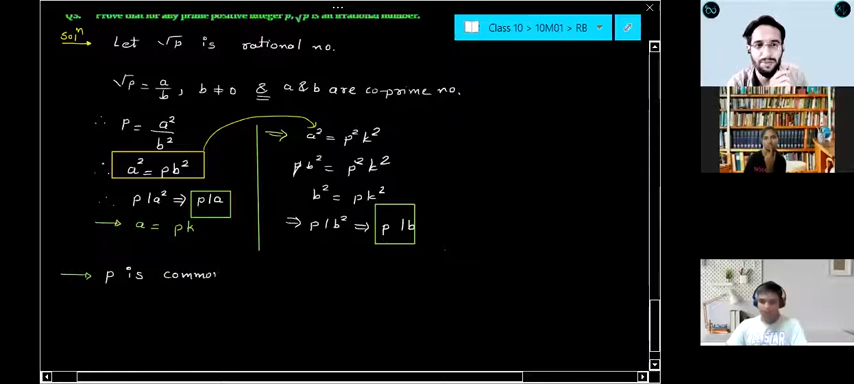 Q3. Prove that for any prime positive integer p, √p is an irrational number.
Class 10 > 10M01 > RB
Solⁿ → Let √p is rational no.
√p = a/b, b ≠ 0 & a & b are co-prime no.
∴ P = a²/b²
∴ a² = pb²
∴ p | a² ⇒ p|a
→ a = pk
⇒ a² = p²k²
pb² = p²k²
b² = pk²
⇒ p | b² ⇒ p | b
→ p is common